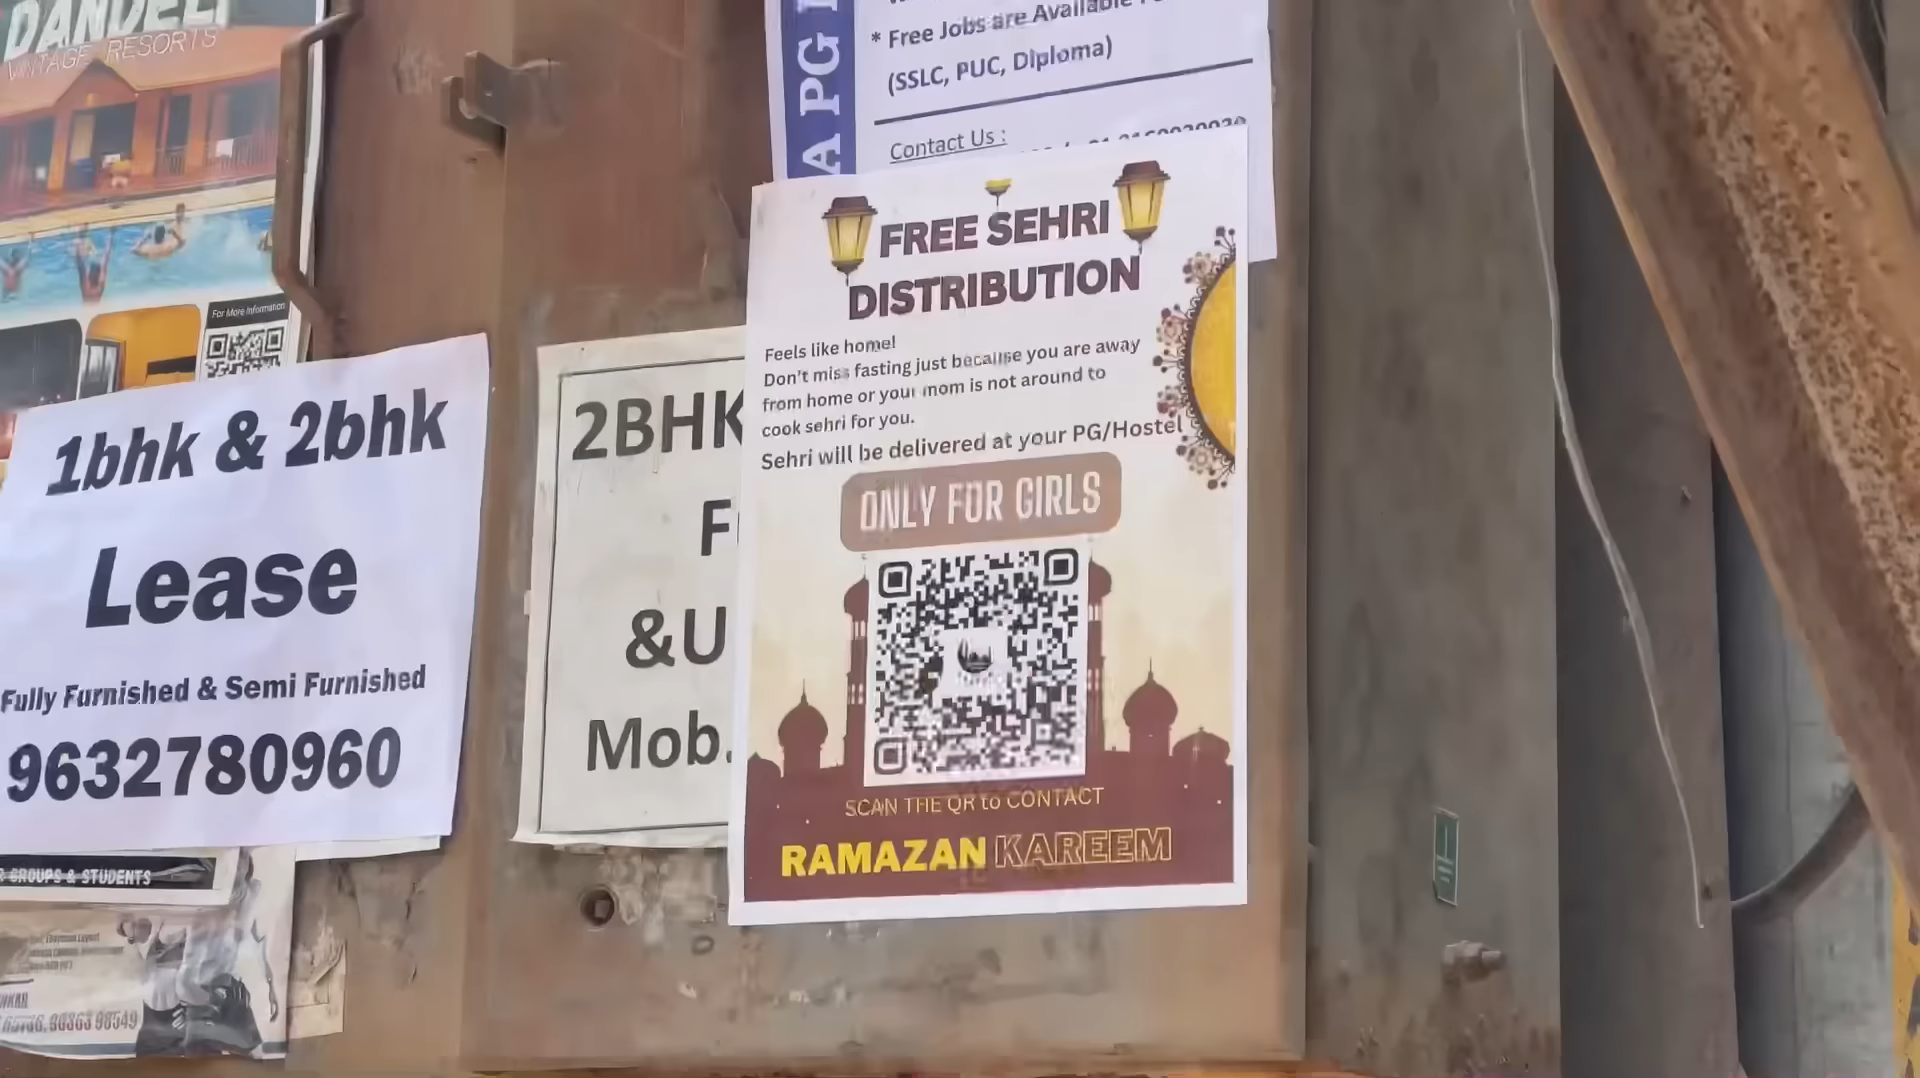 DANDELI
VINTAGE RESORTS
For More Information
1bhk & 2bhk
Lease
Fully Furnished & Semi Furnished
9632780960
GROUPS & STUDENTS
98549
2BHK
&U
Mob.
A PG
* Free Jobs are Available
(SSLC, PUC, Diploma)
Contact Us :
FREE SEHRI
DISTRIBUTION
Feels like home!
Don't miss fasting just because you are away
from home or your mom is not around to
cook sehri for you.
Sehri will be delivered at your PG/Hostel
ONLY FOR GIRLS
SCAN THE QR to CONTACT
RAMAZAN KAREEM